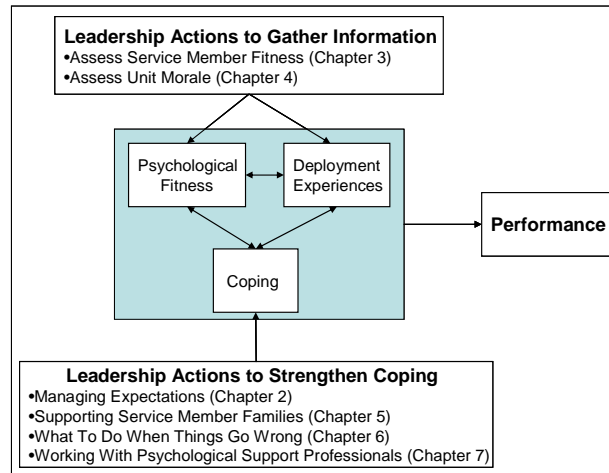 Leadership Actions to Gather Information
•Assess Service Member Fitness (Chapter 3)
•Assess Unit Morale (Chapter 4)
Psychological
Fitness
Deployment
Experiences
Coping
Performance
Leadership Actions to Strengthen Coping
•Managing Expectations (Chapter 2)
•Supporting Service Member Families (Chapter 5)
•What To Do When Things Go Wrong (Chapter 6)
•Working With Psychological Support Professionals (Chapter 7)